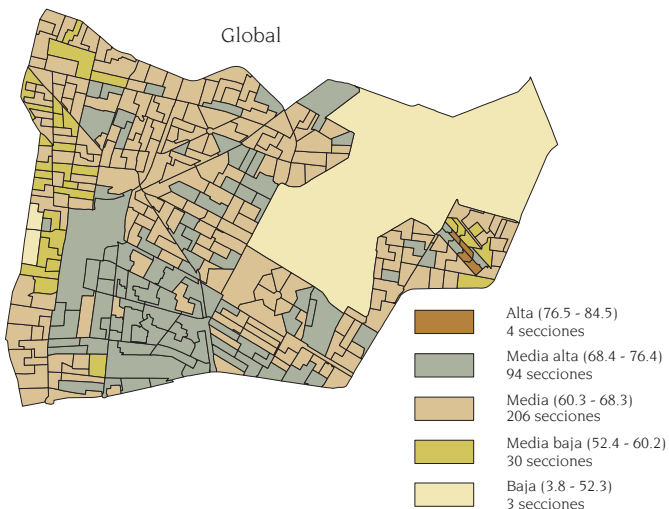 Global
Alta (76.5 - 84.5)
4 secciones
Media alta (68.4 - 76.4)
94 secciones
Media (60.3 - 68.3)
206 secciones
Media baja (52.4 - 60.2)
30 secciones
Baja (3.8 - 52.3)
3 secciones